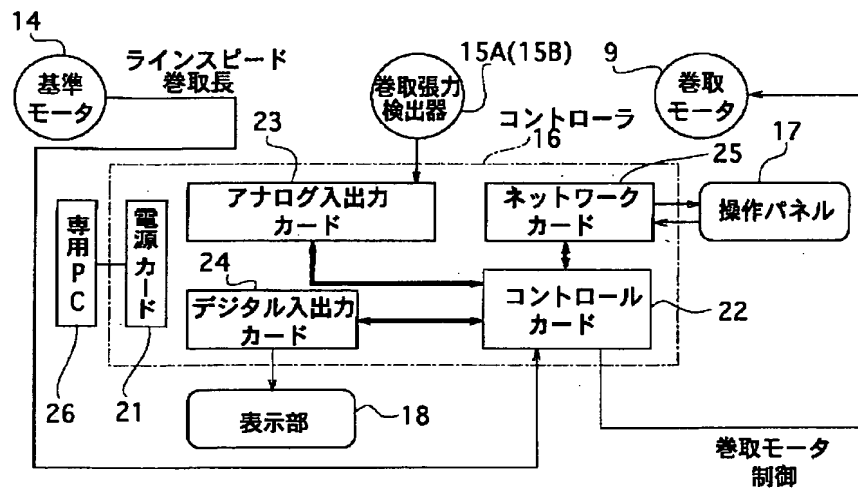 14
基準
モータ
ラインスピード
巻取長
15A(15B)
巻取張力
検出器
9
巻取
モータ
コントローラ
16
23
アナログ入出力
カード
25
ネットワーク
カード
17
操作パネル
専用PC
26
電源カード
21
24
デジタル入出力
カード
コントロール
カード
22
表示部
18
巻取モータ
制御